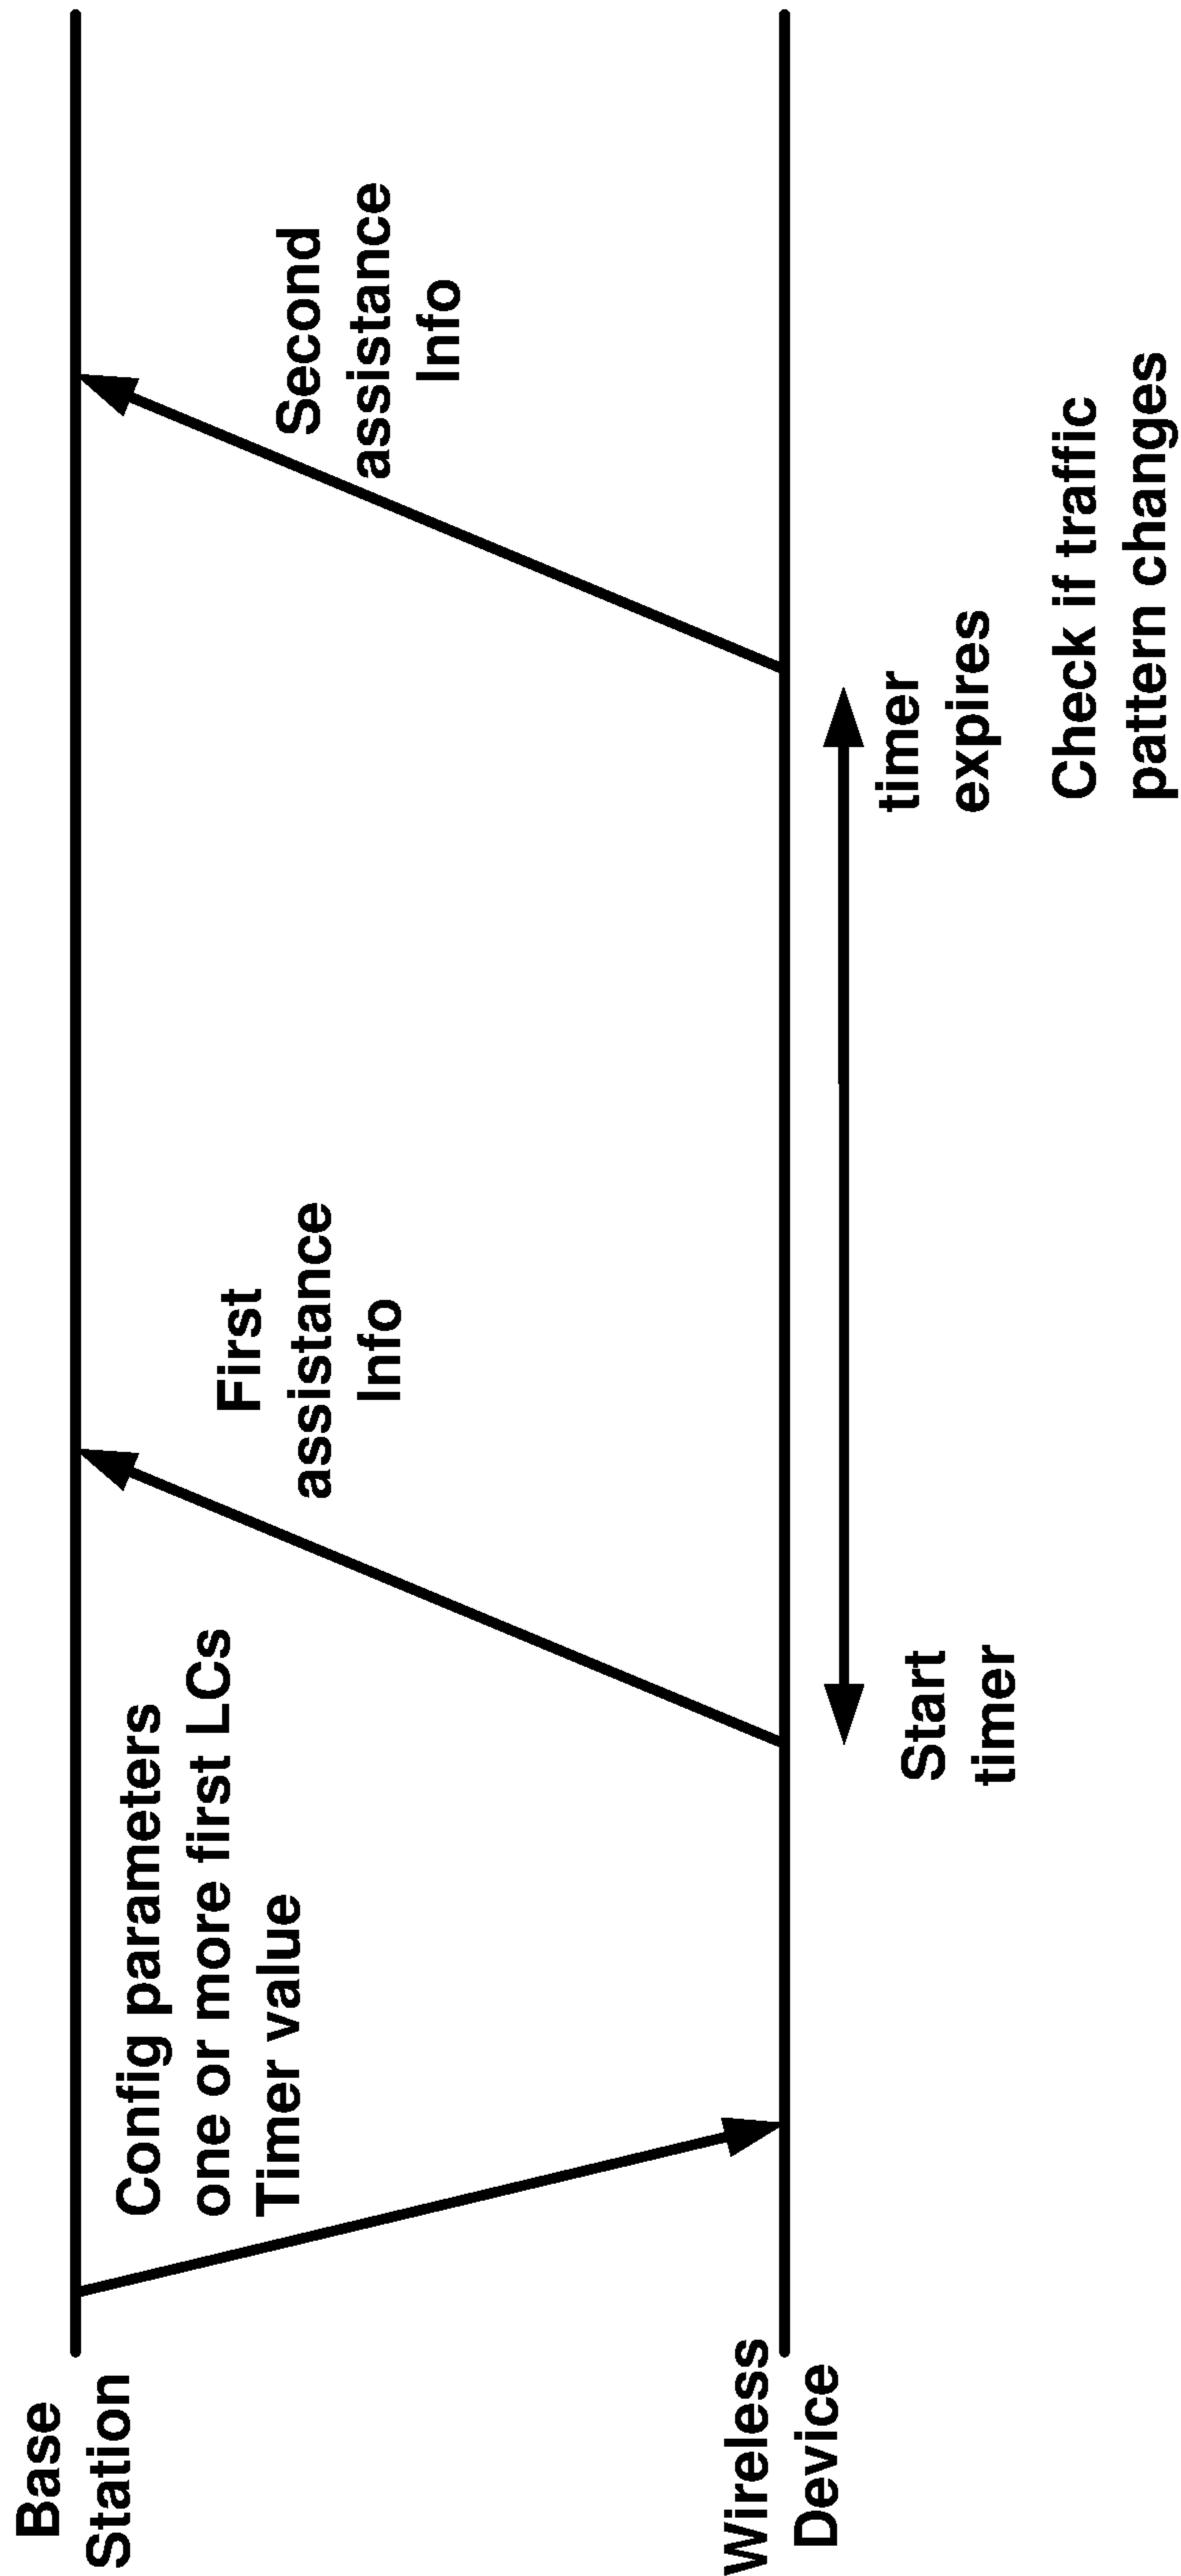 Base
Station
Config parameters
one or more first LCs
Timer value
First
assistance
Info
Second
assistance
Info
Wireless
Device
Start
timer
timer
expires
Check if traffic
pattern changes